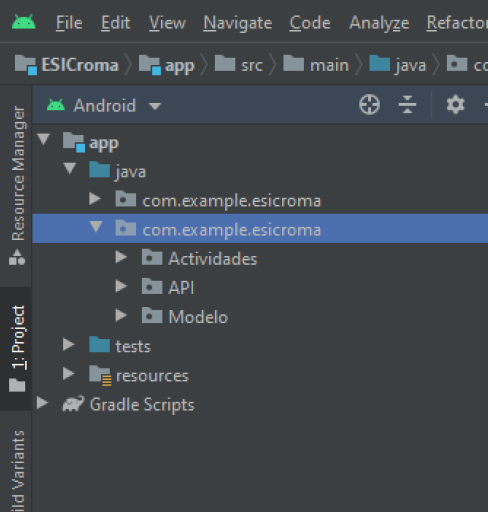 File Edit View Navigate Code Analyze Refactor
ESICroma app src main java co
Android
Resource Manager
1: Project
ild Variants
app
java
com.example.esicroma
com.example.esicroma
Actividades
API
Modelo
tests
resources
Gradle Scripts